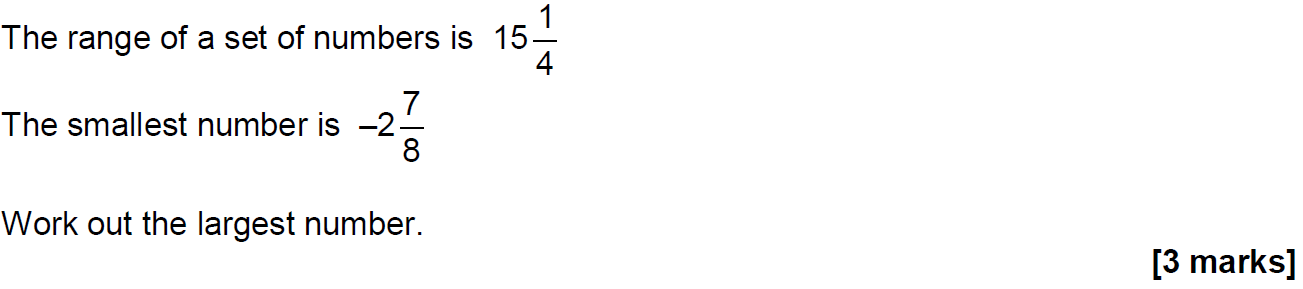 The range of a set of numbers is 15 1/4
The smallest number is –2 7/8
Work out the largest number.
[3 marks]